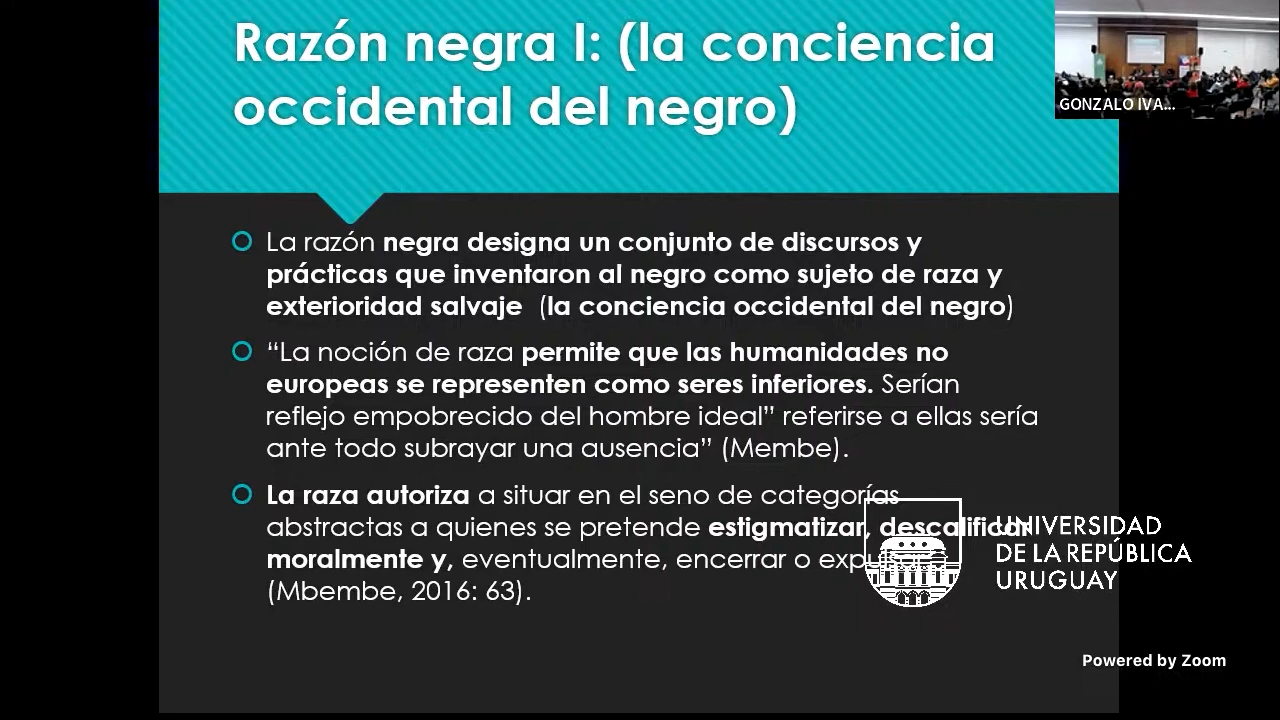 Razón negra I: (la conciencia
occidental del negro)
GONZALO IVA...
La razón negra designa un conjunto de discursos y
prácticas que inventaron al negro como sujeto de raza y
exterioridad salvaje (la conciencia occidental del negro)
“La noción de raza permite que las humanidades no
europeas se representen como seres inferiores. Serían
reflejo empobrecido del hombre ideal” referirse a ellas sería
ante todo subrayar una ausencia” (Membe).
La raza autoriza a situar en el seno de categorías
abstractas a quienes se pretende estigmatizar, descalificar
moralmente y, eventualmente, encerrar o expulsar
(Mbembe, 2016: 63).
UNIVERSIDAD
DE LA REPÚBLICA
URUGUAY
Powered by Zoom